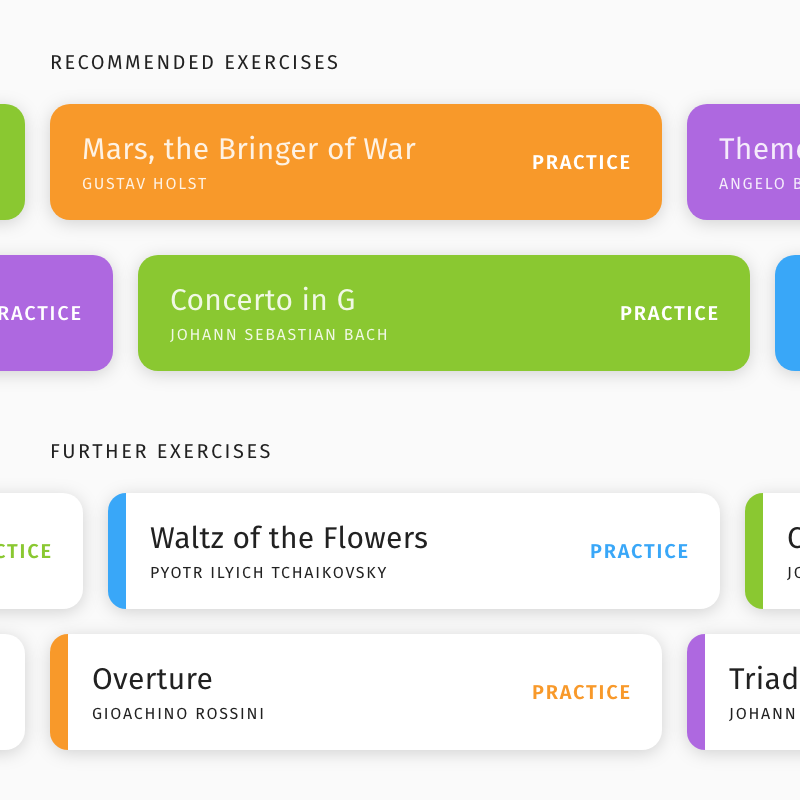 RECOMMENDED EXERCISES
Mars, the Bringer of War
GUSTAV HOLST
PRACTICE
Theme
ANGELO B
RACTICE
Concerto in G
JOHANN SEBASTIAN BACH
PRACTICE
FURTHER EXERCISES
CTICE
Waltz of the Flowers
PYOTR ILYICH TCHAIKOVSKY
PRACTICE
Overture
GIOACHINO ROSSINI
PRACTICE
Triad
JOHANN